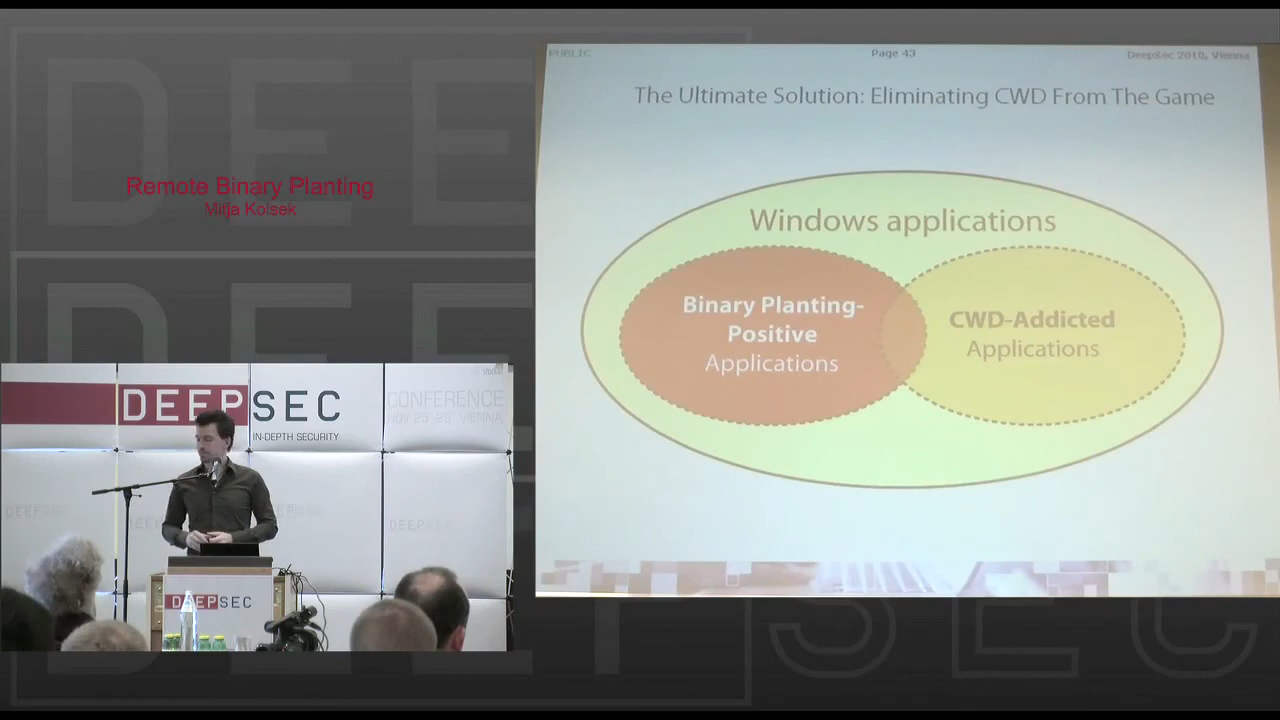 Remote Binary Planting
Mitja Kolsek
PUBLIC
Page 43
DeepSec 2010, Vienna
The Ultimate Solution: Eliminating CWD From The Game
Windows applications
Binary Planting-
Positive
Applications
CWD-Addicted
Applications
DEEPSEC
IN-DEPTH SECURITY
CONFERENCE
DEEPSEC